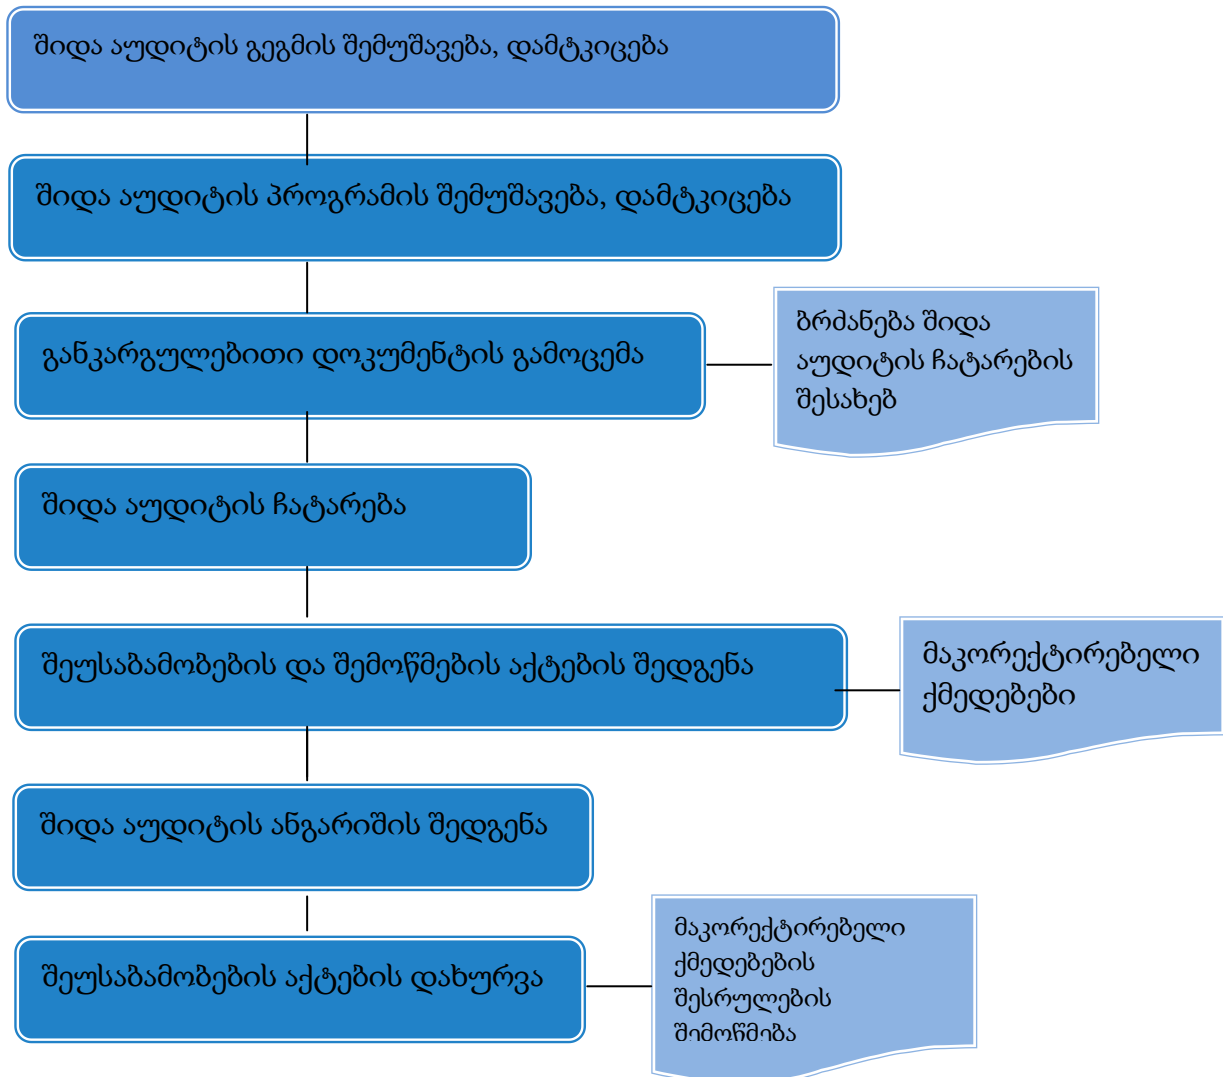 შიდა აუდიტის გეგმის შემუშავება, დამტკიცება
შიდა აუდიტის პროგრამის შემუშავება, დამტკიცება
განკარგულებითი დოკუმენტის გამოცემა
ბრძანება შიდა
აუდიტის ჩატარების
შესახებ
შიდა აუდიტის ჩატარება
შეუსაბამობების და შემოწმების აქტების შედგენა
მაკორექტირებელი
ქმედებები
შიდა აუდიტის ანგარიშის შედგენა
შეუსაბამობების აქტების დახურვა
მაკორექტირებელი
ქმედებების
შესრულების
შემოწმება